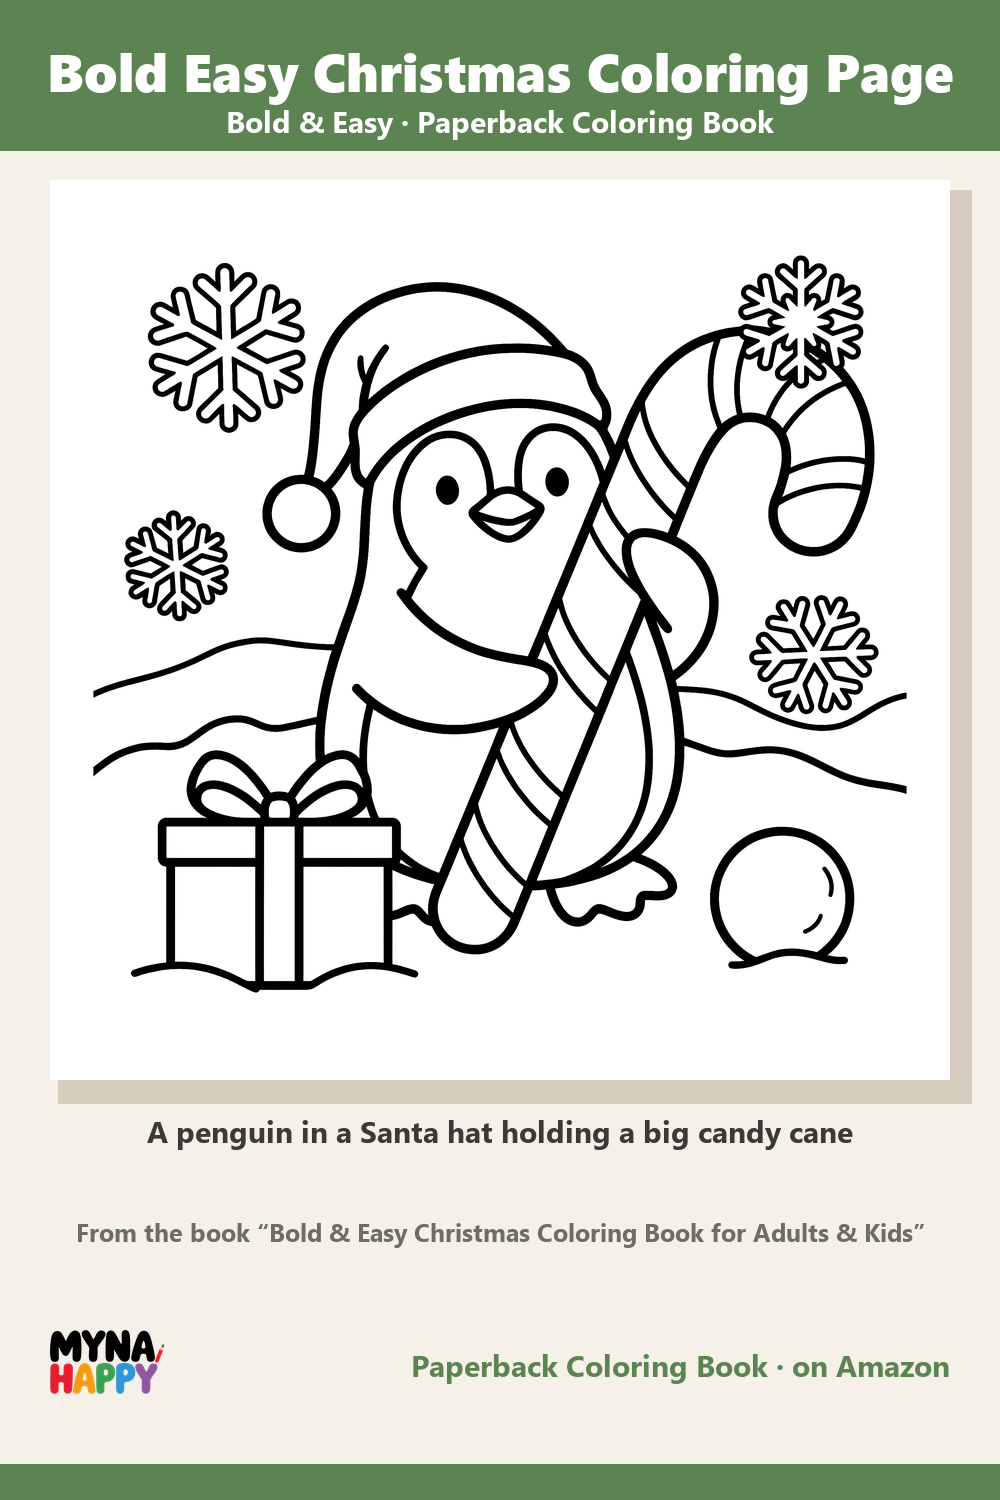 Bold Easy Christmas Coloring Page
Bold & Easy · Paperback Coloring Book
A penguin in a Santa hat holding a big candy cane
From the book “Bold & Easy Christmas Coloring Book for Adults & Kids”
MYNA
HAPPY
Paperback Coloring Book · on Amazon